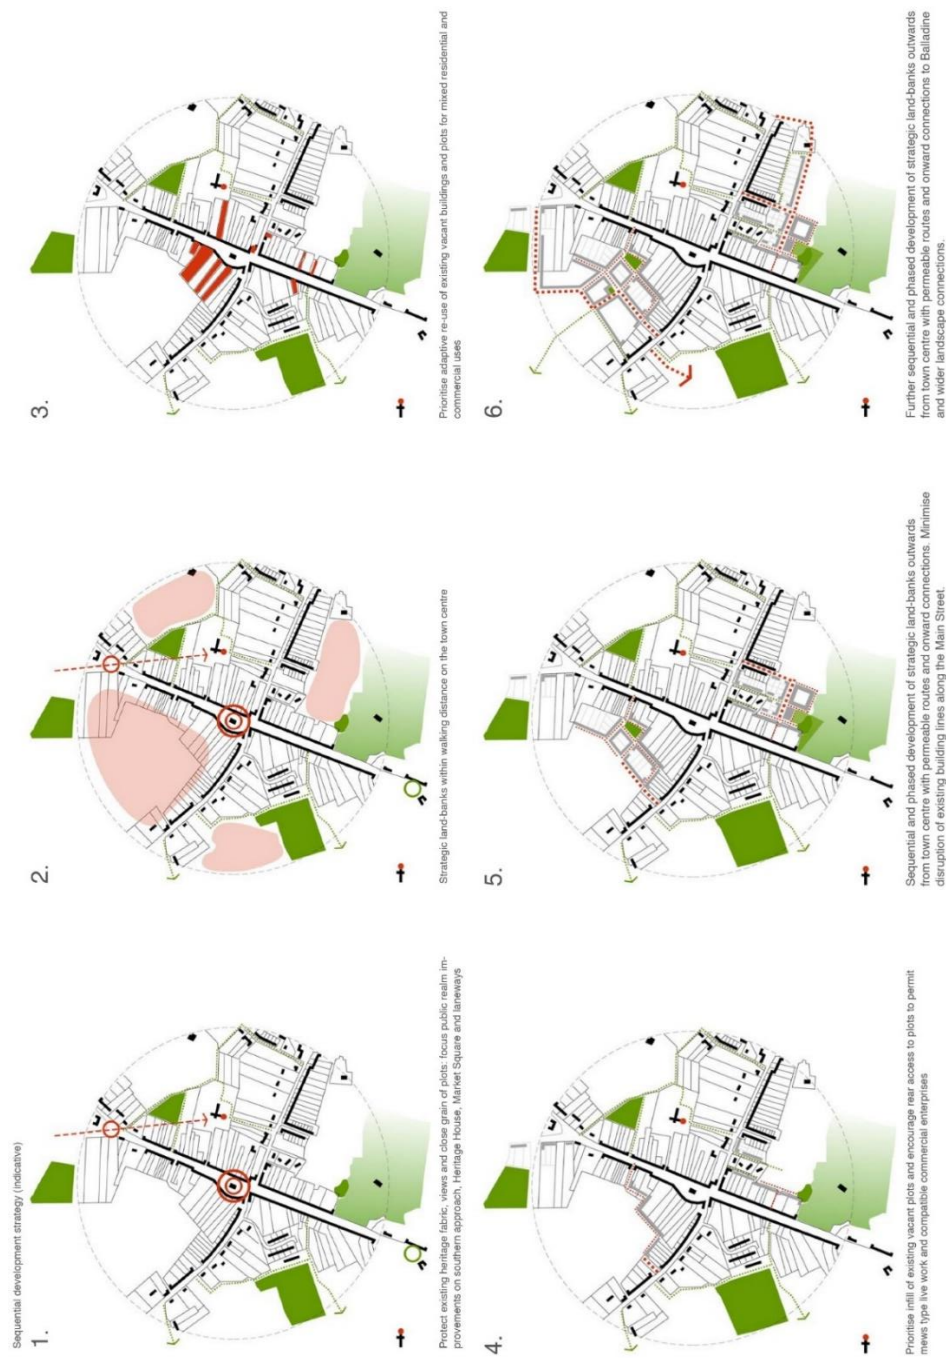 Sequential development strategy (indicative)
1.
Protect existing heritage fabric, views and close grain of plots: focus public realm im-
provements on southern approach, Heritage House, Market Square and laneways
2.
Strategic land-banks within walking distance on the town centre
3.
Prioritise adaptive re-use of existing vacant buildings and plots for mixed residential and
commercial uses
4.
Prioritise infill of existing vacant plots and encourage rear access to plots to permit
mews type live work and compatible commercial enterprises
5.
Sequential and phased development of strategic land-banks outwards
from town centre with permeable routes and onward connections. Minimise
disruption of existing building lines along the Main Street.
6.
Further sequential and phased development of strategic land-banks outwards
from town centre with permeable routes and onward connections to Balladine
and wider landscape connections.